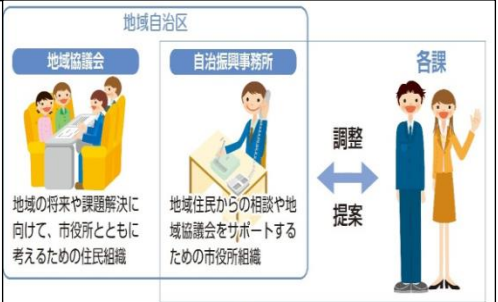 地域自治区
地域協議会
地域の将来や課題解決に
向けて、市役所とともに
考えるための住民組織
自治振興事務所
地域住民からの相談や地
域協議会をサポートする
ための市役所組織
調整
提案
各課